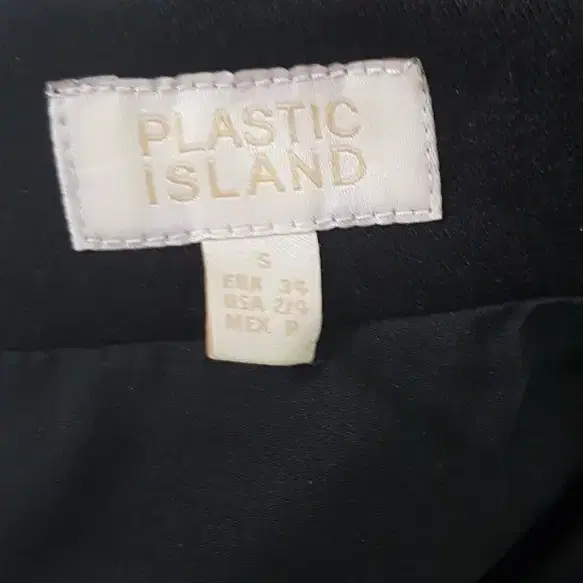 PLASTIC
ISLAND
S
EUR 34
USA 2/4
MEX P